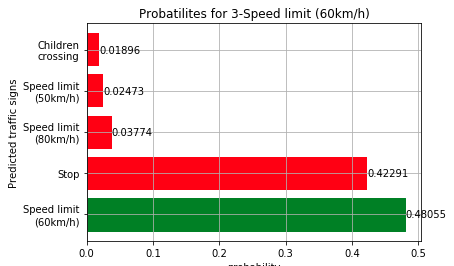 Probatilites for 3-Speed limit (60km/h)
Children
crossing
0.01896
Speed limit
(50km/h)
0.02473
Speed limit
(80km/h)
0.03774
Stop
0.42291
Speed limit
(60km/h)
0.48055
Predicted traffic signs
0.0 0.1 0.2 0.3 0.4 0.5
probability